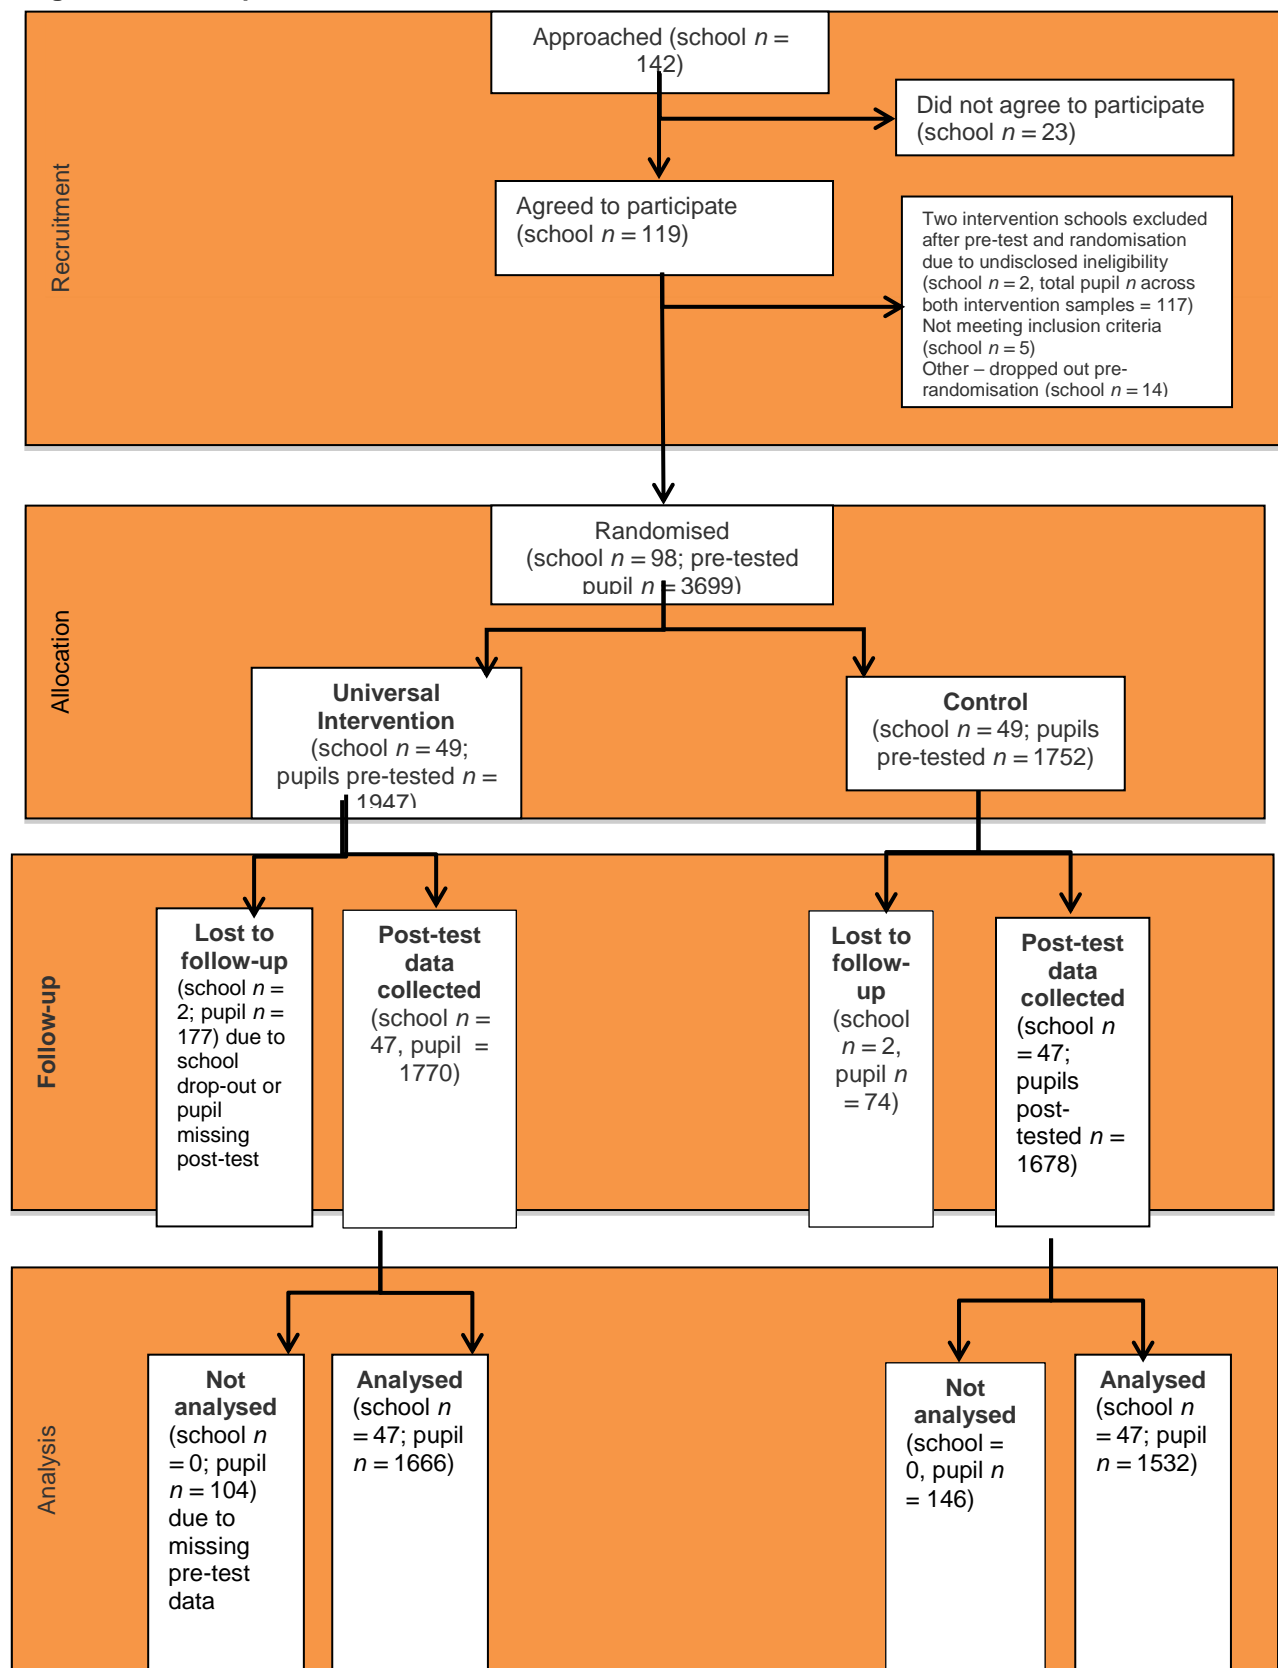 Approached (school n =
142)
Did not agree to participate
(school n = 23)
Recruitment
Agreed to participate
(school n = 119)
Two intervention schools excluded
after pre-test and randomisation
due to undisclosed ineligibility
(school n = 2, total pupil n across
both intervention samples = 117)
Not meeting inclusion criteria
(school n = 5)
Other – dropped out pre-
randomisation (school n = 14)
Allocation
Randomised
(school n = 98; pre-tested
pupil n = 3699)
Universal
Intervention
(school n = 49;
pupils pre-tested n =
1947)
Control
(school n = 49; pupils
pre-tested n = 1752)
Follow-up
Lost to
follow-up
(school n =
2; pupil n =
177) due to
school
drop-out or
pupil
missing
post-test
Post-test
data
collected
(school n =
47, pupil  =
1770)
Lost to
follow-
up
(school
n = 2,
pupil n
= 74)
Post-test
data
collected
(school n
= 47;
pupils
post-
tested n =
1678)
Analysis
Not
analysed
(school n
= 0; pupil
n = 104)
due to
missing
pre-test
data
Analysed
(school n
= 47; pupil
n = 1666)
Not
analysed
(school =
0, pupil n
= 146)
Analysed
(school n
= 47; pupil
n = 1532)